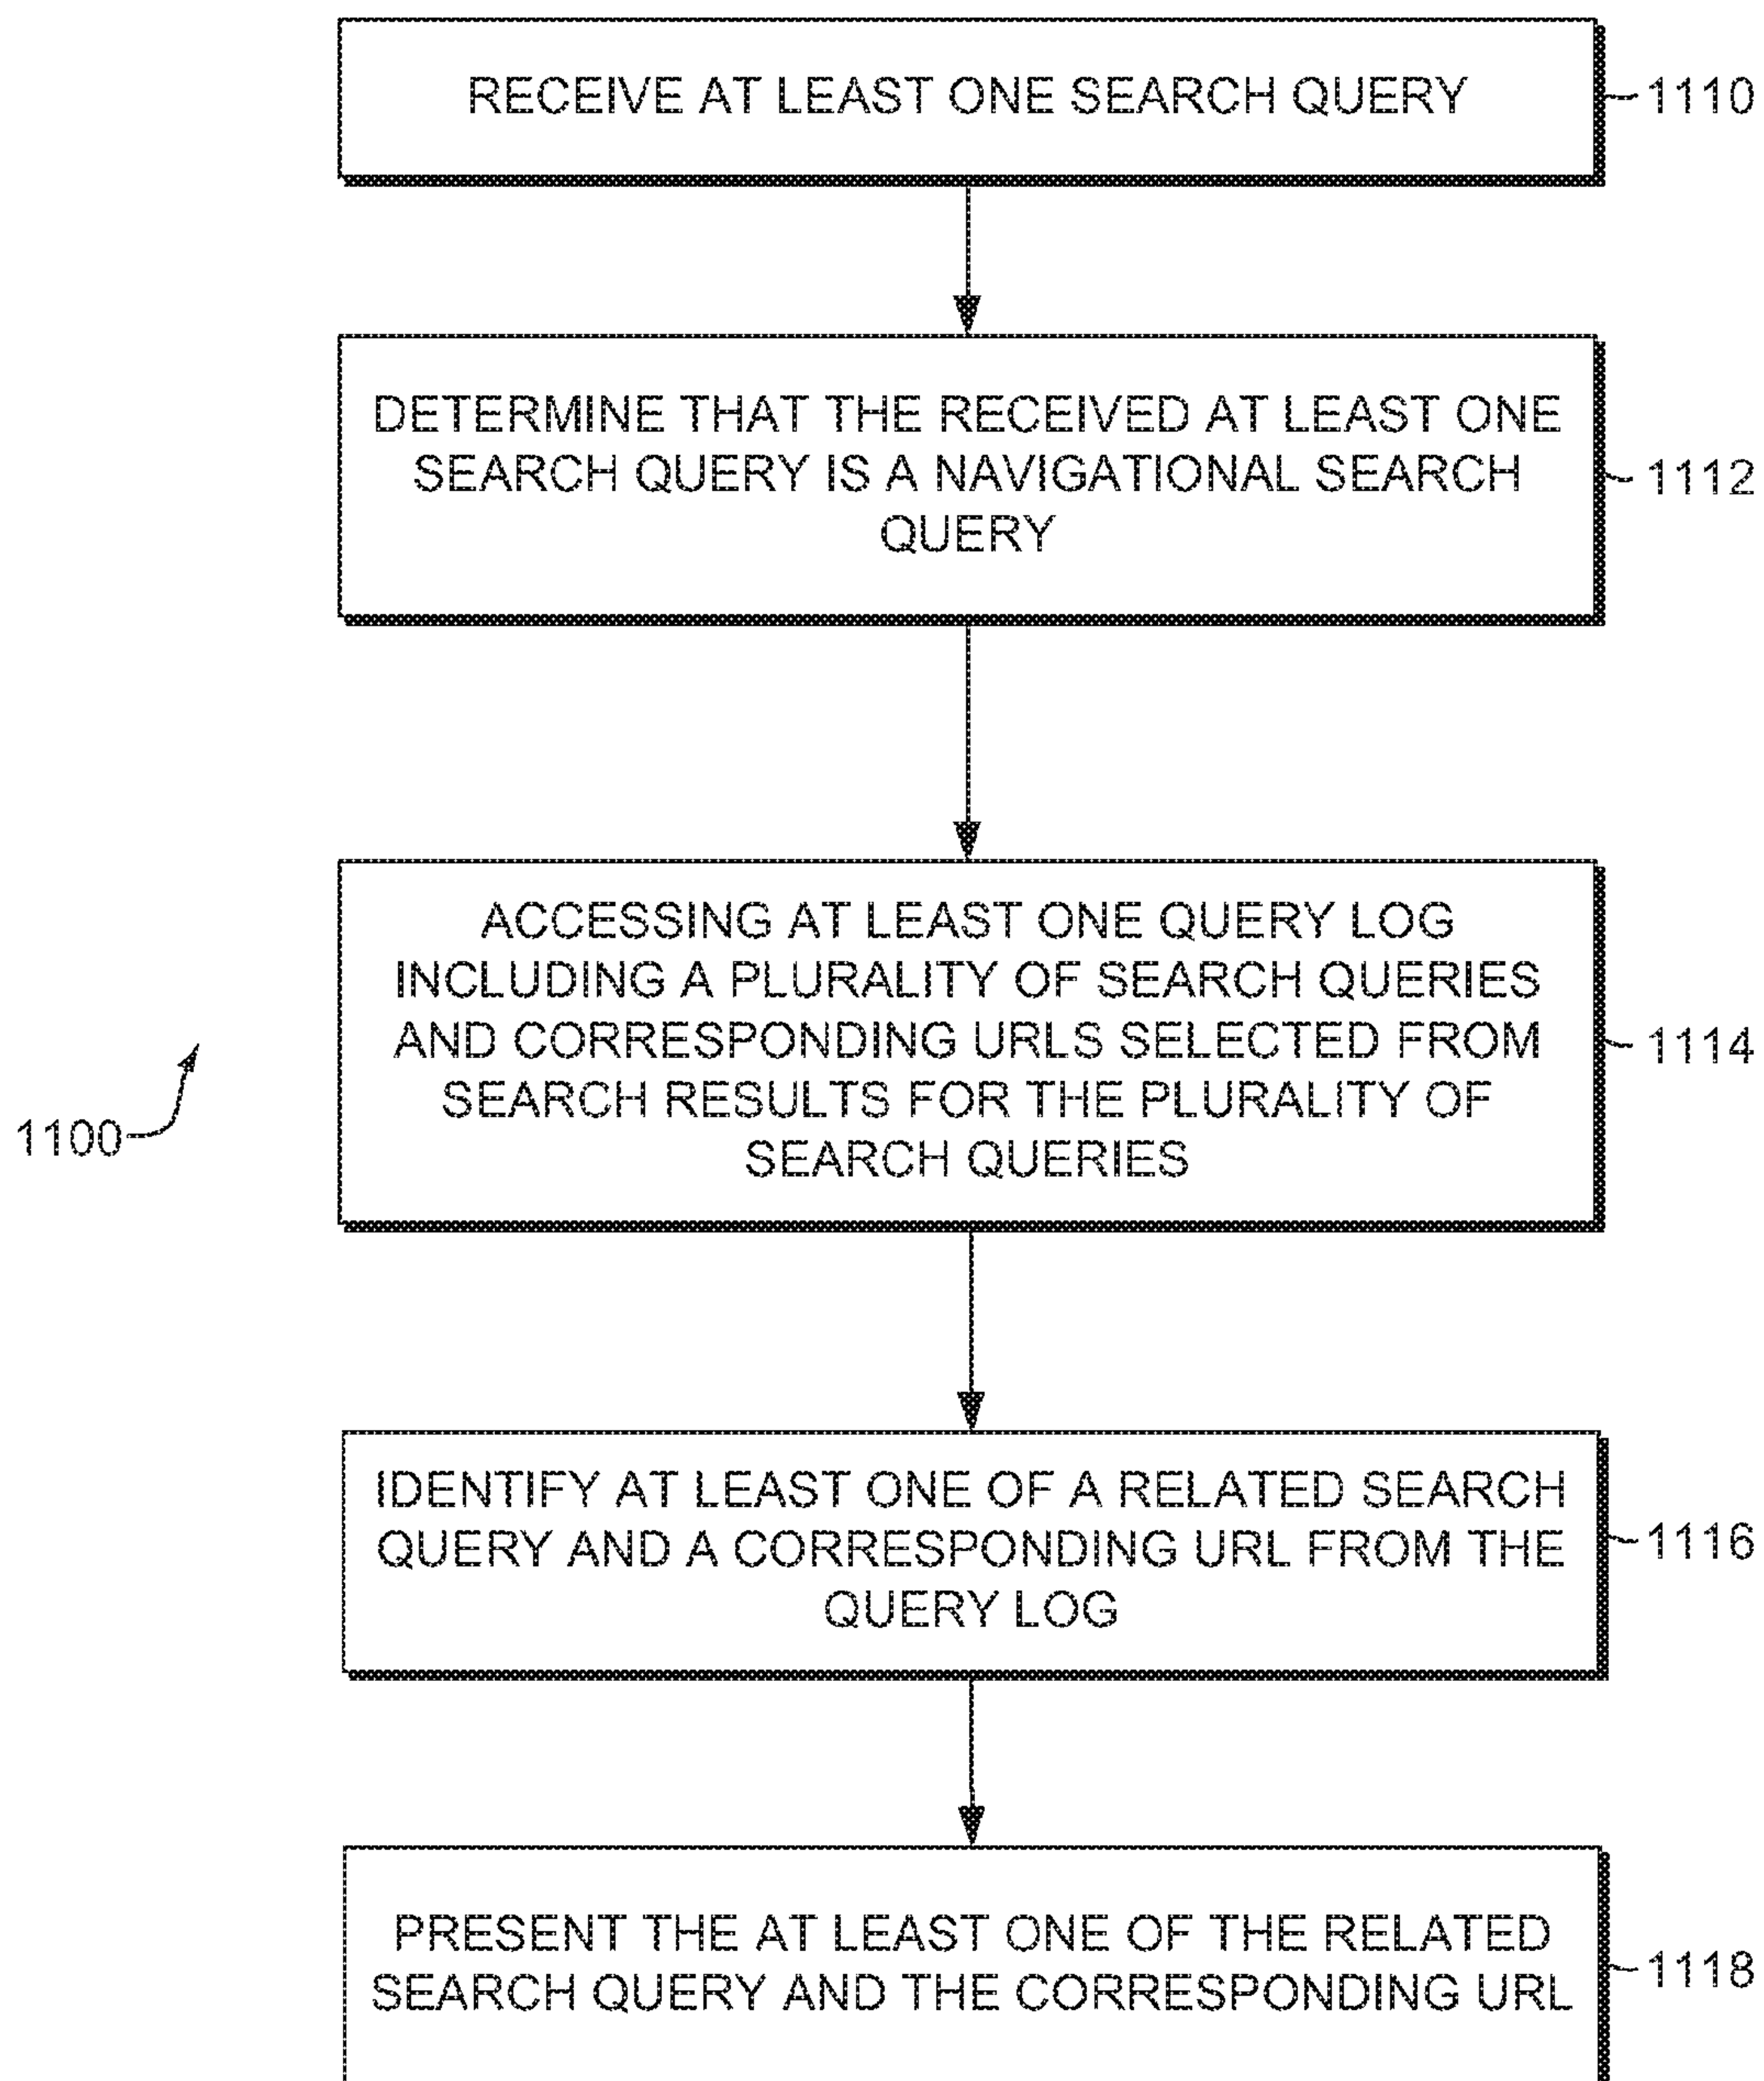 RECEIVE AT LEAST ONE SEARCH QUERY
1110
DETERMINE THAT THE RECEIVED AT LEAST ONE
SEARCH QUERY IS A NAVIGATIONAL SEARCH
QUERY
1112
ACCESSING AT LEAST ONE QUERY LOG
INCLUDING A PLURALITY OF SEARCH QUERIES
AND CORRESPONDING URLS SELECTED FROM
SEARCH RESULTS FOR THE PLURALITY OF
SEARCH QUERIES
1114
1100
IDENTIFY AT LEAST ONE OF A RELATED SEARCH
QUERY AND A CORRESPONDING URL FROM THE
QUERY LOG
1116
PRESENT THE AT LEAST ONE OF THE RELATED
SEARCH QUERY AND THE CORRESPONDING URL
1118